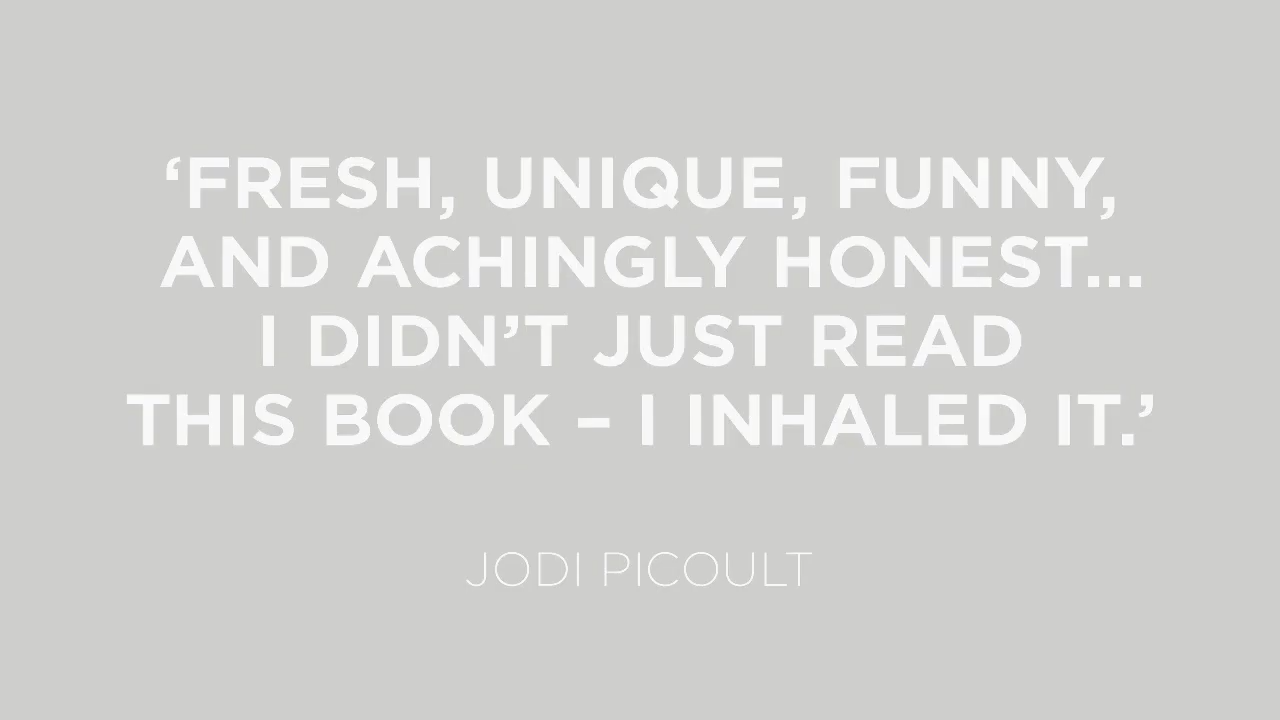 ‘FRESH, UNIQUE, FUNNY,
AND ACHINGLY HONEST...
I DIDN’T JUST READ
THIS BOOK – I INHALED IT.’
JODI PICOULT